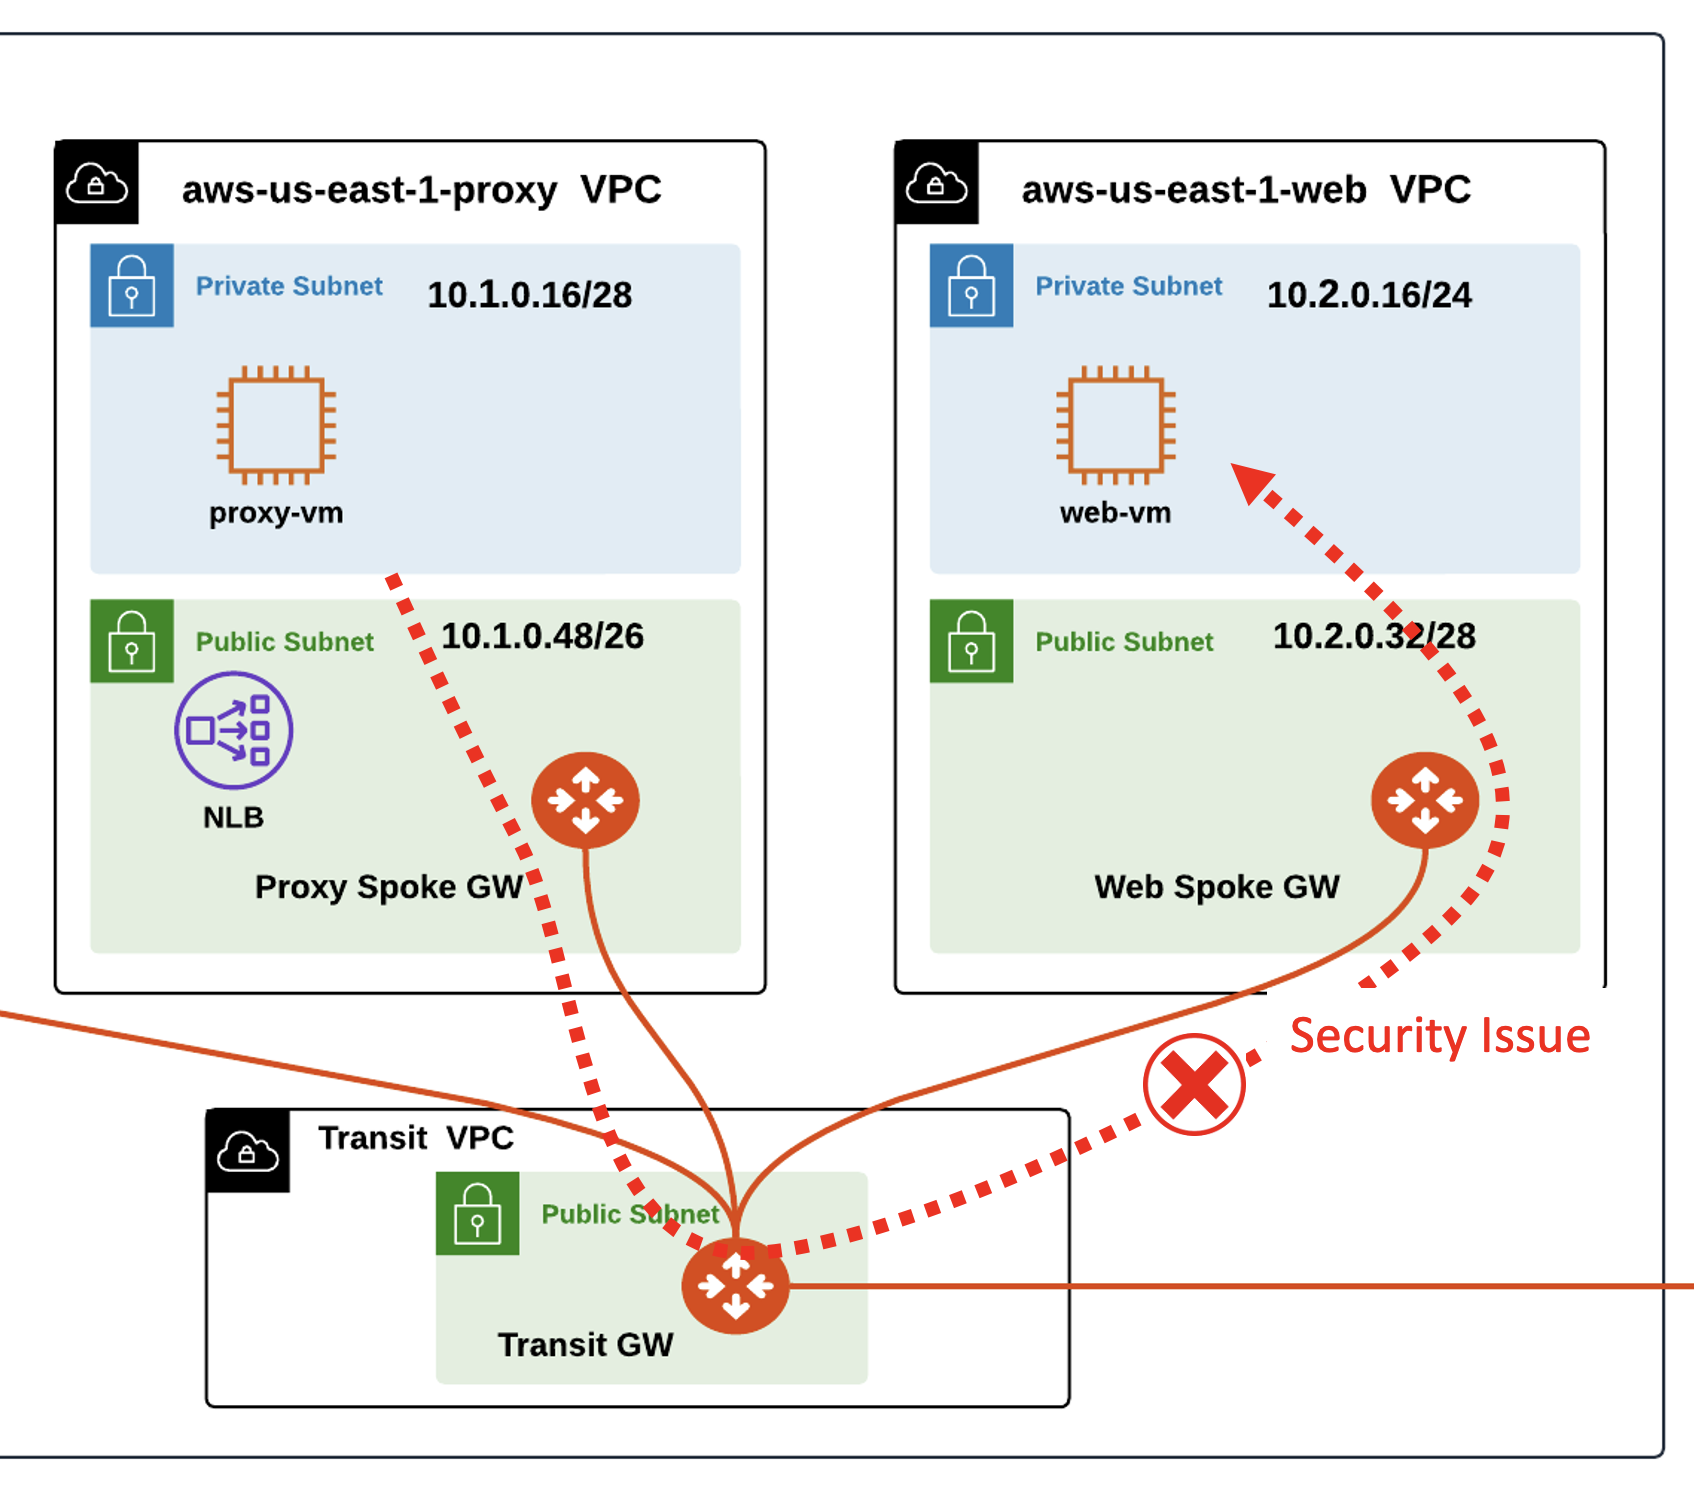 aws-us-east-1-proxy VPC
Private Subnet 10.1.0.16/28
proxy-vm
Public Subnet 10.1.0.48/26
NLB
Proxy Spoke GW
aws-us-east-1-web VPC
Private Subnet 10.2.0.16/24
web-vm
Public Subnet 10.2.0.32/28
Web Spoke GW
Security Issue
Transit VPC
Public Subnet
Transit GW